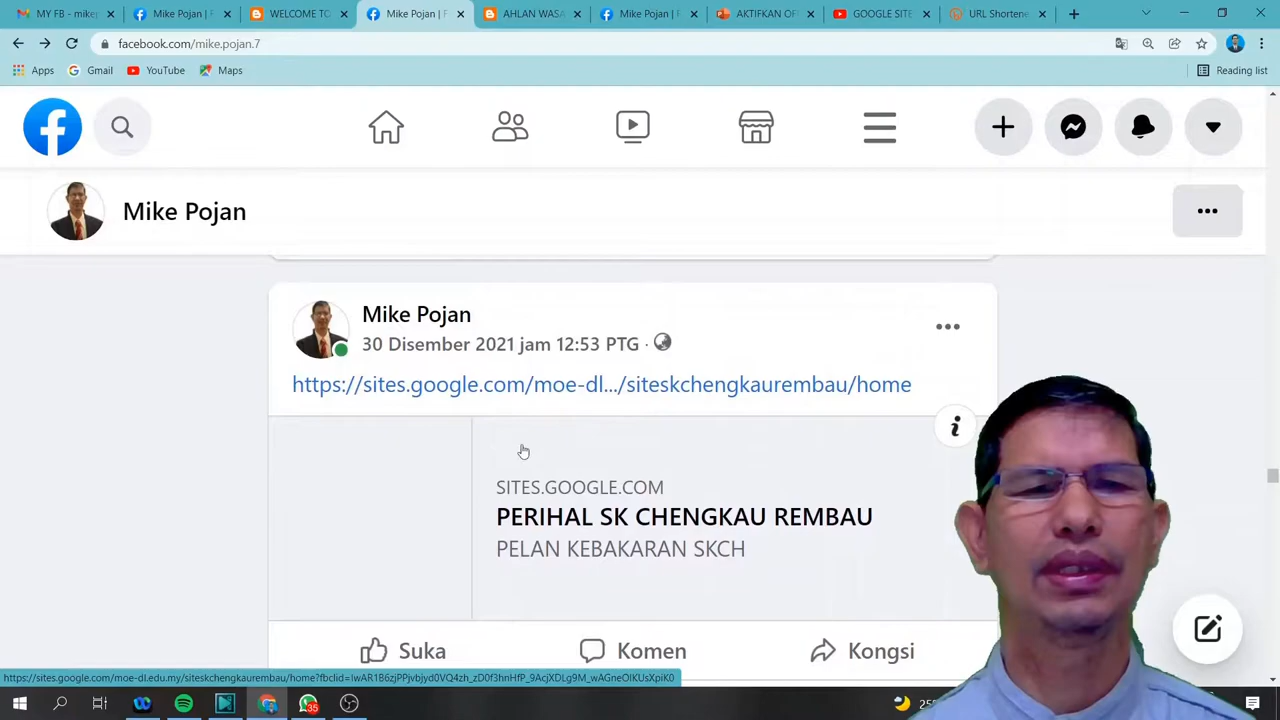 MY FB - mike
Mike Pojan | F
WELCOME TO
Mike Pojan | F
AHLAN WASA
Mike Pojan | F
AKTIFKAN OF
GOOGLE SITE
URL Shortene
facebook.com/mike.pojan.7
Apps
Gmail
YouTube
Maps
Reading list
Mike Pojan
Mike Pojan
30 Disember 2021 jam 12:53 PTG ·
https://sites.google.com/moe-dl.../siteskchengkaurembau/home
SITES.GOOGLE.COM
PERIHAL SK CHENGKAU REMBAU
PELAN KEBAKARAN SKCH
Suka
Komen
Kongsi
35